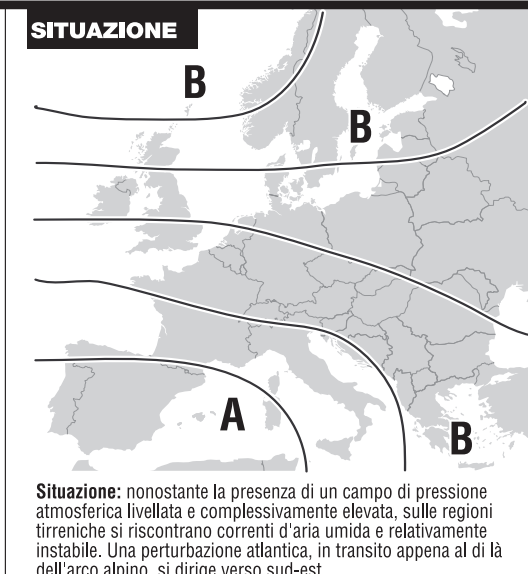 SITUAZIONE
B
B
A
B
Situazione: nonostante la presenza di un campo di pressione
atmosferica livellata e complessivamente elevata, sulle regioni
tirreniche si riscontrano correnti d'aria umida e relativamente
instabile. Una perturbazione atlantica, in transito appena al di là
dell'arco alpino, si dirige verso sud-est.